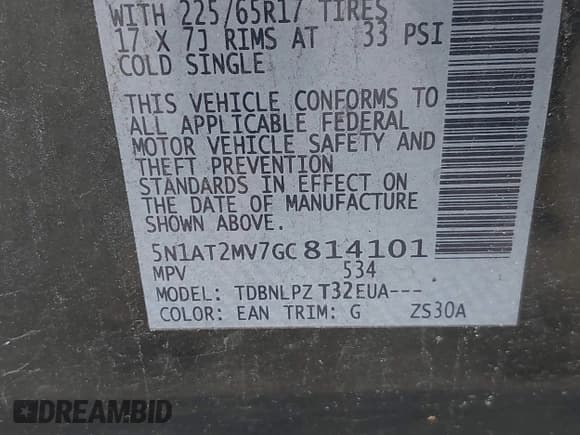 WITH 225/65R17 TIRES
17 X 7J RIMS AT 33 PSI
COLD SINGLE
THIS VEHICLE CONFORMS TO
ALL APPLICABLE FEDERAL
MOTOR VEHICLE SAFETY AND
THEFT PREVENTION
STANDARDS IN EFFECT ON
THE DATE OF MANUFACTURE
SHOWN ABOVE.
5N1AT2MV7GC814101
MPV 534
MODEL: TDBNLPZ T32EUA---
COLOR: EAN TRIM: G ZS30A
DREAMBID